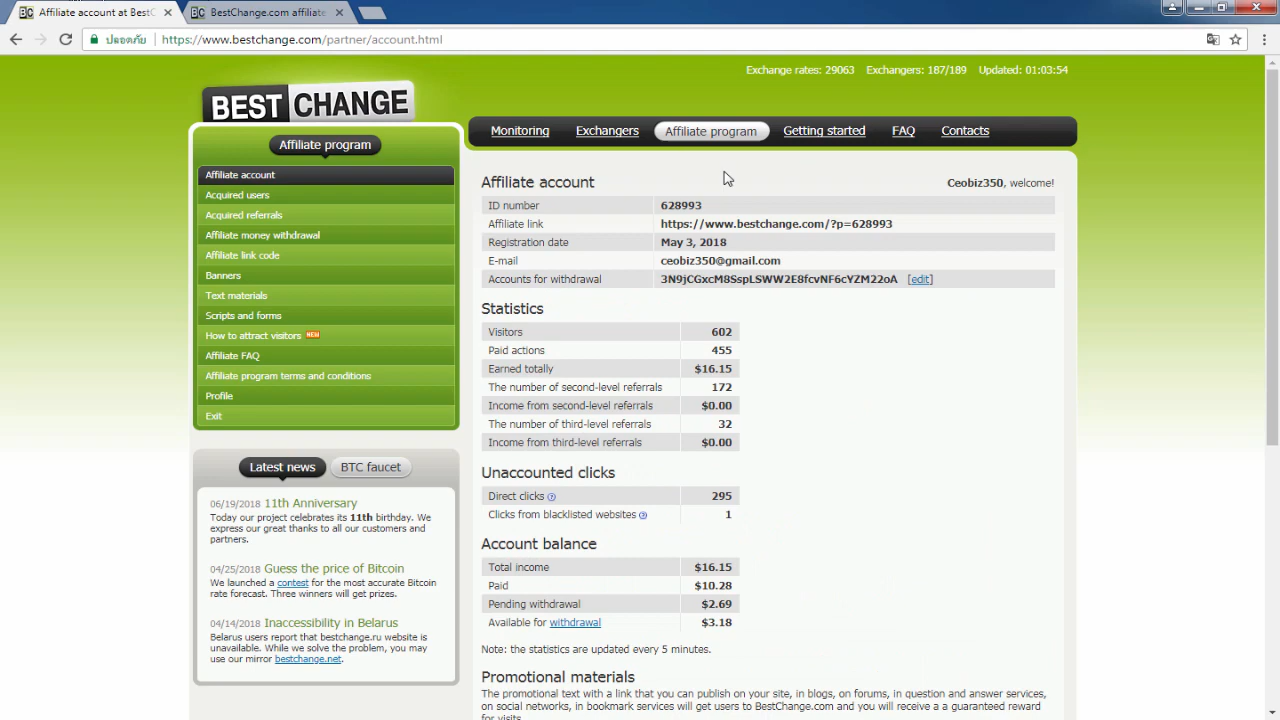 Affiliate account at BestC
BestChange.com affiliate
ปลอดภัย
https://www.bestchange.com/partner/account.html
Exchange rates: 29063 Exchangers: 187/189 Updated: 01:03:54
BEST CHANGE
Monitoring Exchangers Affiliate program Getting started FAQ Contacts
Affiliate program
Affiliate account
Acquired users
Acquired referrals
Affiliate money withdrawal
Affiliate link code
Banners
Text materials
Scripts and forms
How to attract visitors NEW
Affiliate FAQ
Affiliate program terms and conditions
Profile
Exit
Latest news BTC faucet
06/19/2018 11th Anniversary
Today our project celebrates its 11th birthday. We
express our great thanks to all our customers and
partners.
04/25/2018 Guess the price of Bitcoin
We launched a contest for the most accurate Bitcoin
rate forecast. Three winners will get prizes.
04/14/2018 Inaccessibility in Belarus
Belarus users report that bestchange.ru website is
unavailable. While we solve the problem, you may
use our mirror bestchange.net.
Affiliate account Ceobiz350, welcome!
ID number 628993
Affiliate link https://www.bestchange.com/?p=628993
Registration date May 3, 2018
E-mail ceobiz350@gmail.com
Accounts for withdrawal 3N9jCGxcM8SspLSWW2E8fcvNF6cYZM22oA [edit]
Statistics
Visitors 602
Paid actions 455
Earned totally $16.15
The number of second-level referrals 172
Income from second-level referrals $0.00
The number of third-level referrals 32
Income from third-level referrals $0.00
Unaccounted clicks
Direct clicks 295
Clicks from blacklisted websites 1
Account balance
Total income $16.15
Paid $10.28
Pending withdrawal $2.69
Available for withdrawal $3.18
Note: the statistics are updated every 5 minutes.
Promotional materials
The promotional text with a link that you can publish on your site, in blogs, on forums, in question and answer services,
on social networks, in bookmark services will get users to BestChange.com and you will receive a a guaranteed reward
for visits.